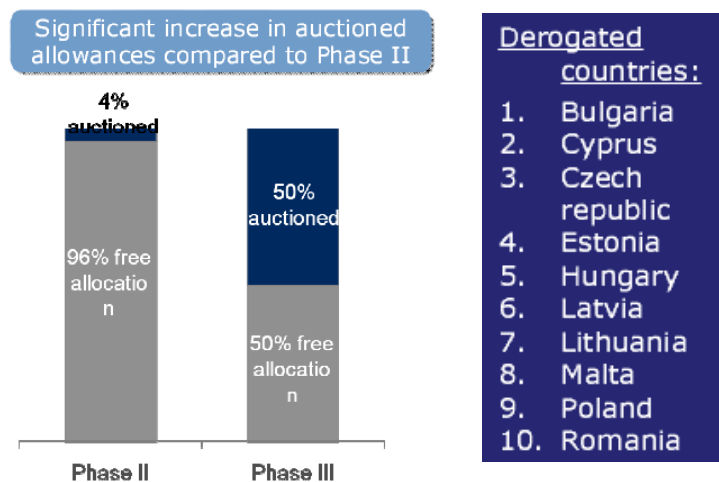 Significant increase in auctioned
allowances compared to Phase II
4%
auctioned
96% free
allocatio
n
50%
auctioned
50% free
allocatio
n
Phase II
Phase III
Derogated
countries:
1. Bulgaria
2. Cyprus
3. Czech
republic
4. Estonia
5. Hungary
6. Latvia
7. Lithuania
8. Malta
9. Poland
10. Romania